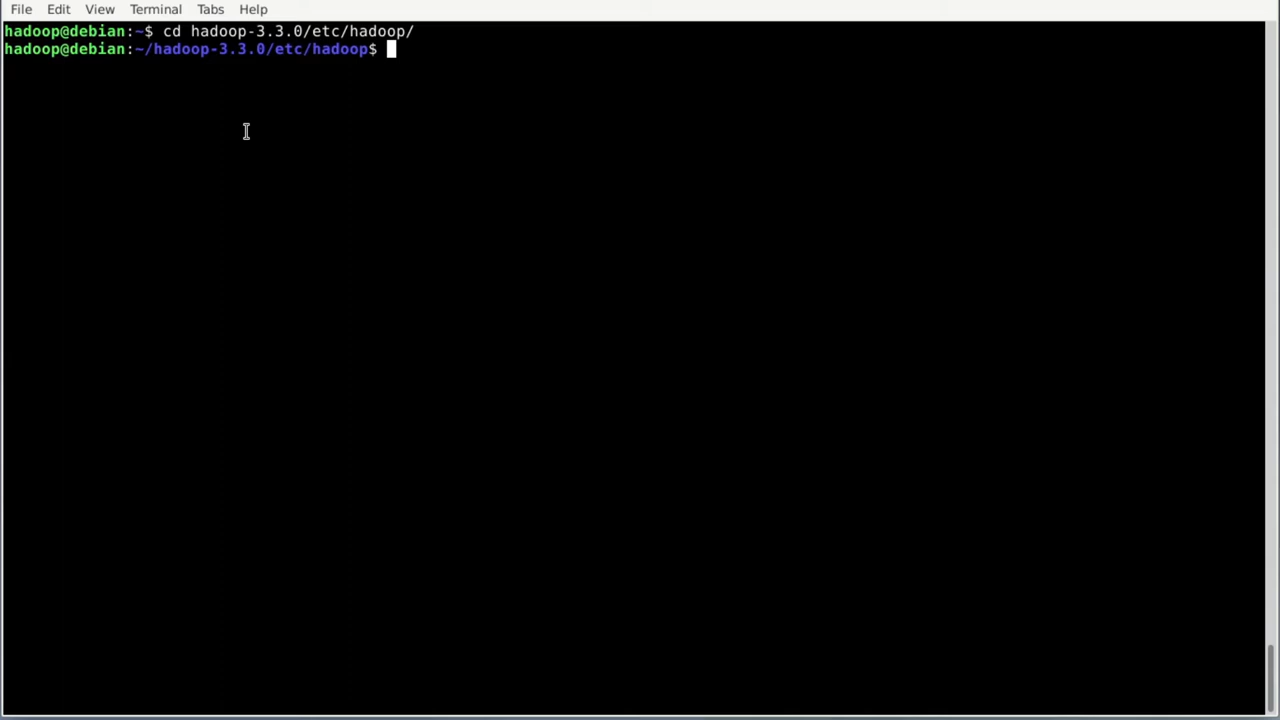 File Edit View Terminal Tabs Help
hadoop@debian:~$ cd hadoop-3.3.0/etc/hadoop/
hadoop@debian:~/hadoop-3.3.0/etc/hadoop$